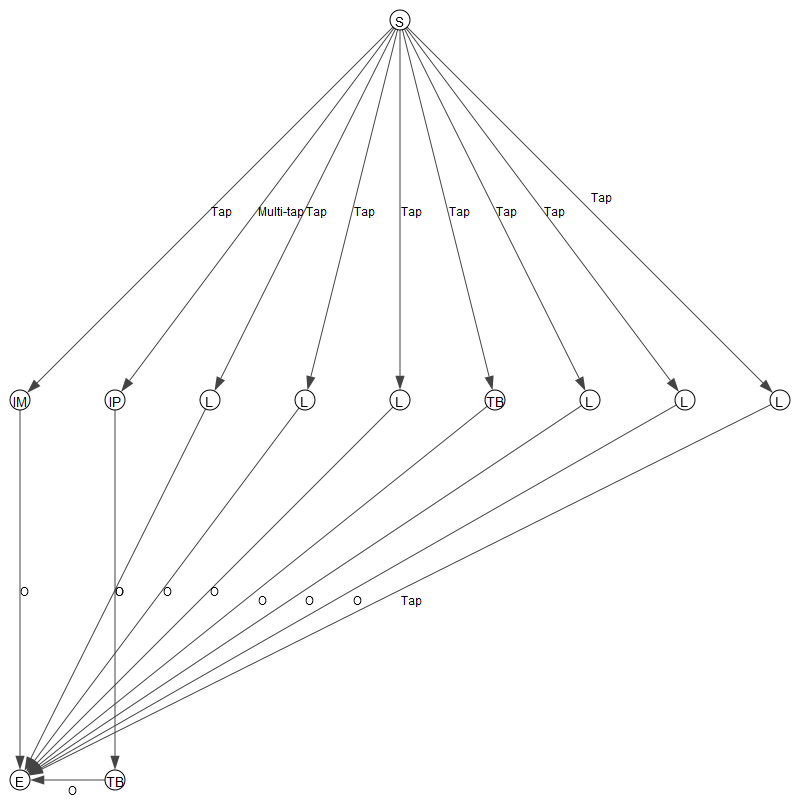 S
Tap
Tap Multi-tap Tap Tap Tap Tap Tap Tap
IM IP L L L TB L L L
O O O O
O O O Tap
E TB
O